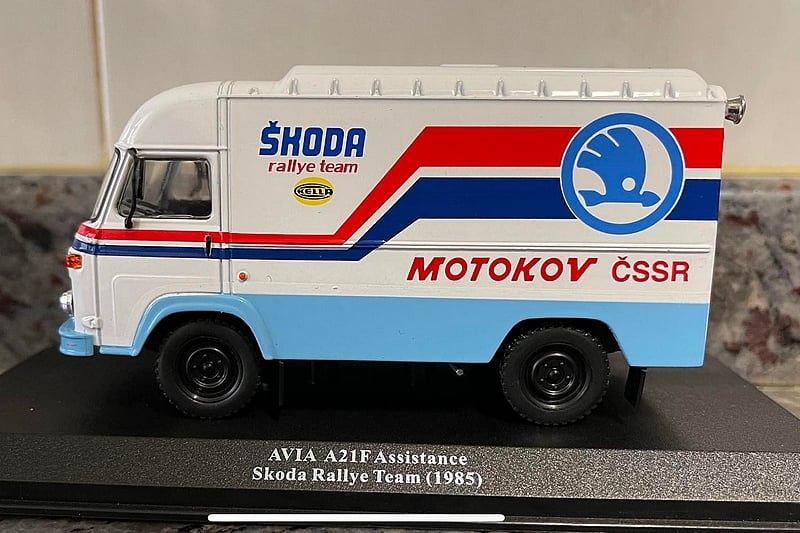 ŠKODA
rallye team
HELLA
MOTOKOV ČSSR
AVIA A21F Assistance
Skoda Rallye Team (1985)